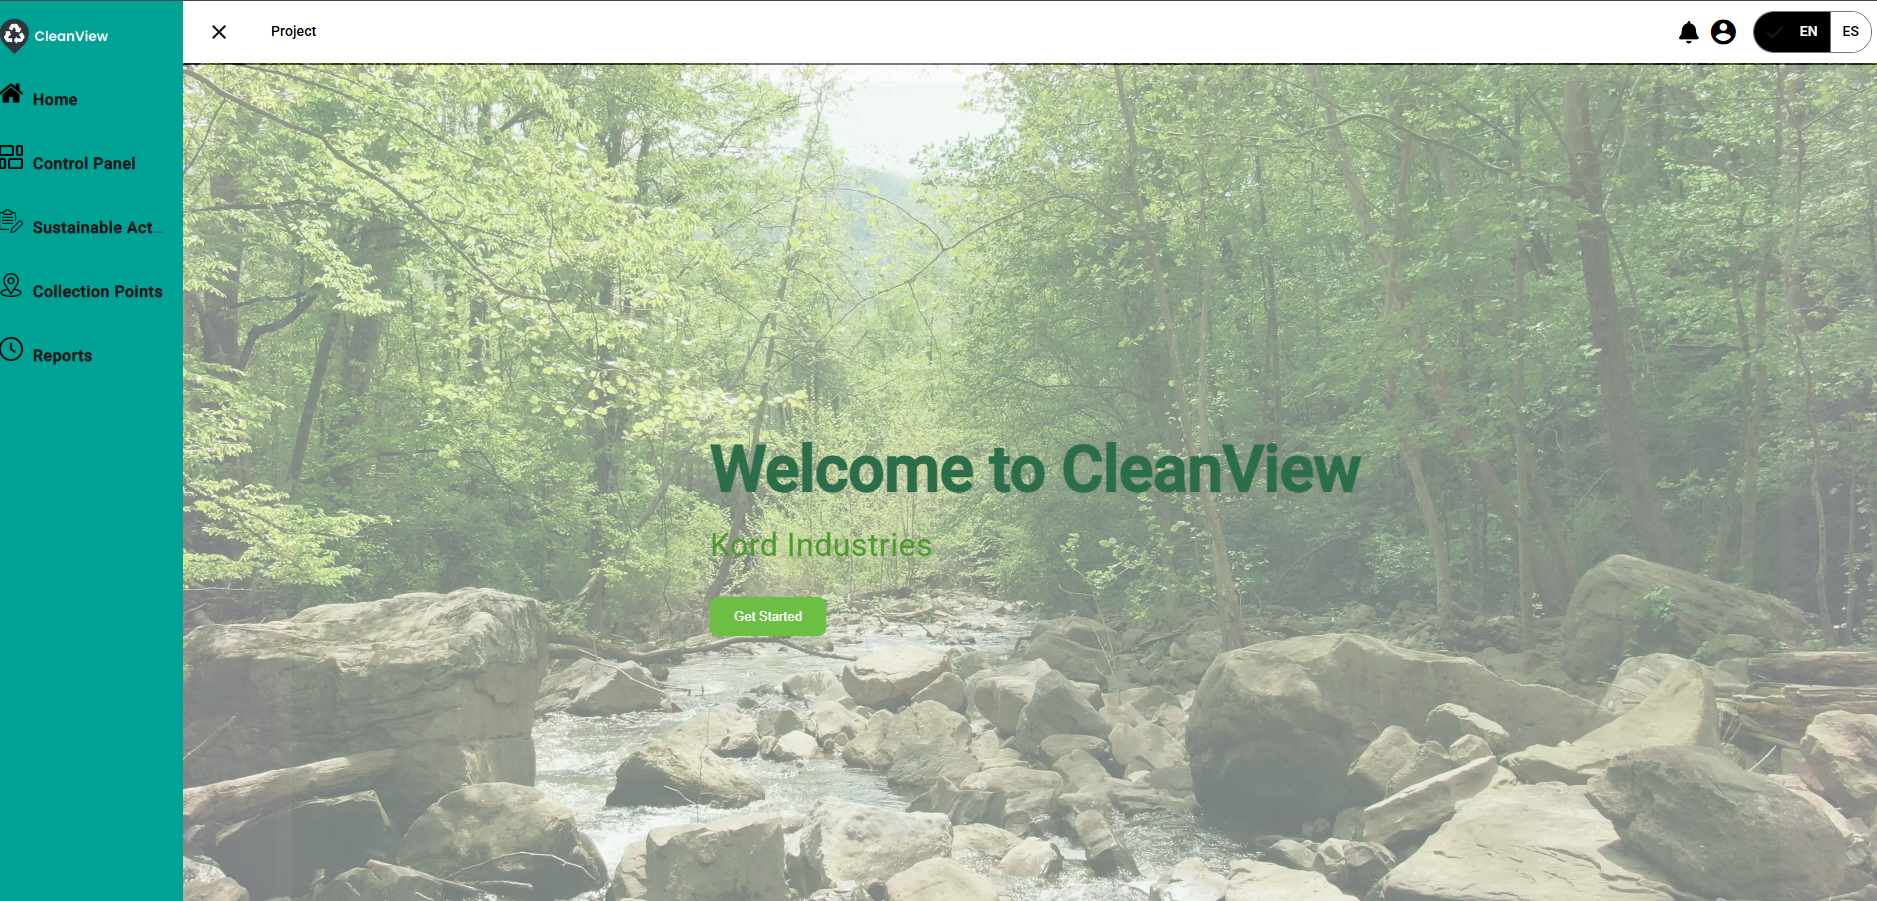 CleanView
Project
EN
ES
Home
Control Panel
Sustainable Act...
Collection Points
Reports
Welcome to CleanView
Kord Industries
Get Started